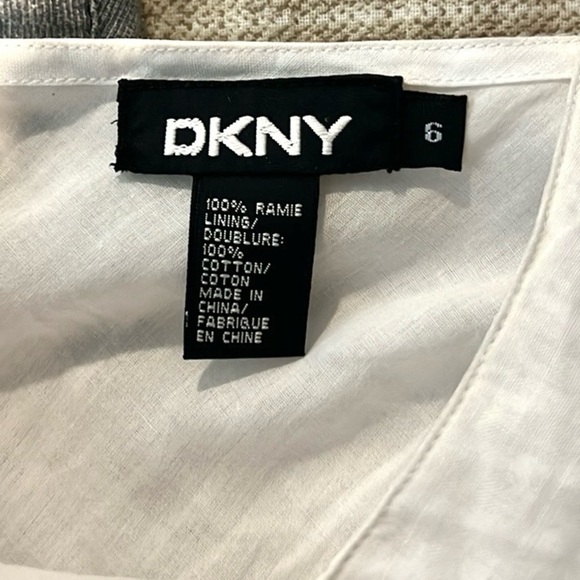 DKNY
6
100% RAMIE
LINING/
DOUBLURE:
100%
COTTON/
COTON
MADE IN
CHINA/
FABRIQUE
EN CHINE